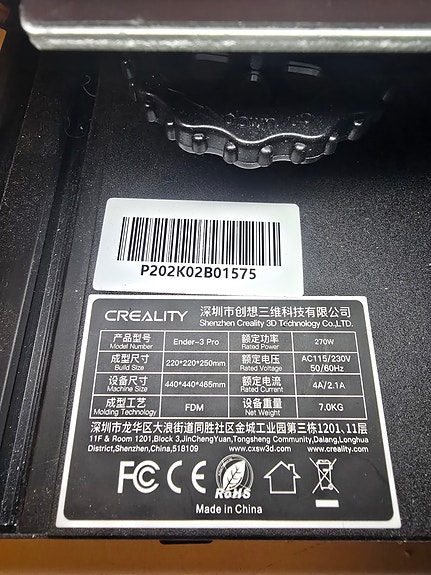 P202K02B01575
CREALITY 深圳市创想三维科技有限公司
Shenzhen Creality 3D Technology Co.,LTD.
产品型号 Model Number Ender-3 Pro 额定功率 Rated Power 270W
成型尺寸 Build Size 220*220*250mm 额定电压 Rated Voltage AC115/230V 50/60Hz
设备尺寸 Machine Size 440*440*465mm 额定电流 Rated Current 4A/2.1A
成型工艺 Molding Technology FDM 设备重量 Net Weight 7.0KG
深圳市龙华区大浪街道同胜社区金城工业园第三栋1201、11层
11F & Room 1201,Block 3,JinChengYuan,Tongsheng Community,Dalang,Longhua
District,Shenzhen,China,518109 www.cxsw3d.com www.creality.com
FC CE RoHS
Made in China